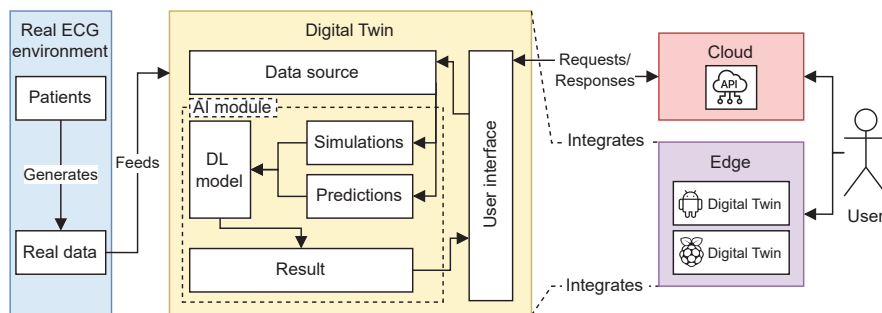 Real ECG
environment
Patients
Generates
Real data
Feeds
Digital Twin
Data source
AI module
DL
model
Simulations
Predictions
Result
User interface
Requests/
Responses
Integrates
Integrates
Cloud
API
Edge
Digital Twin
Digital Twin
User